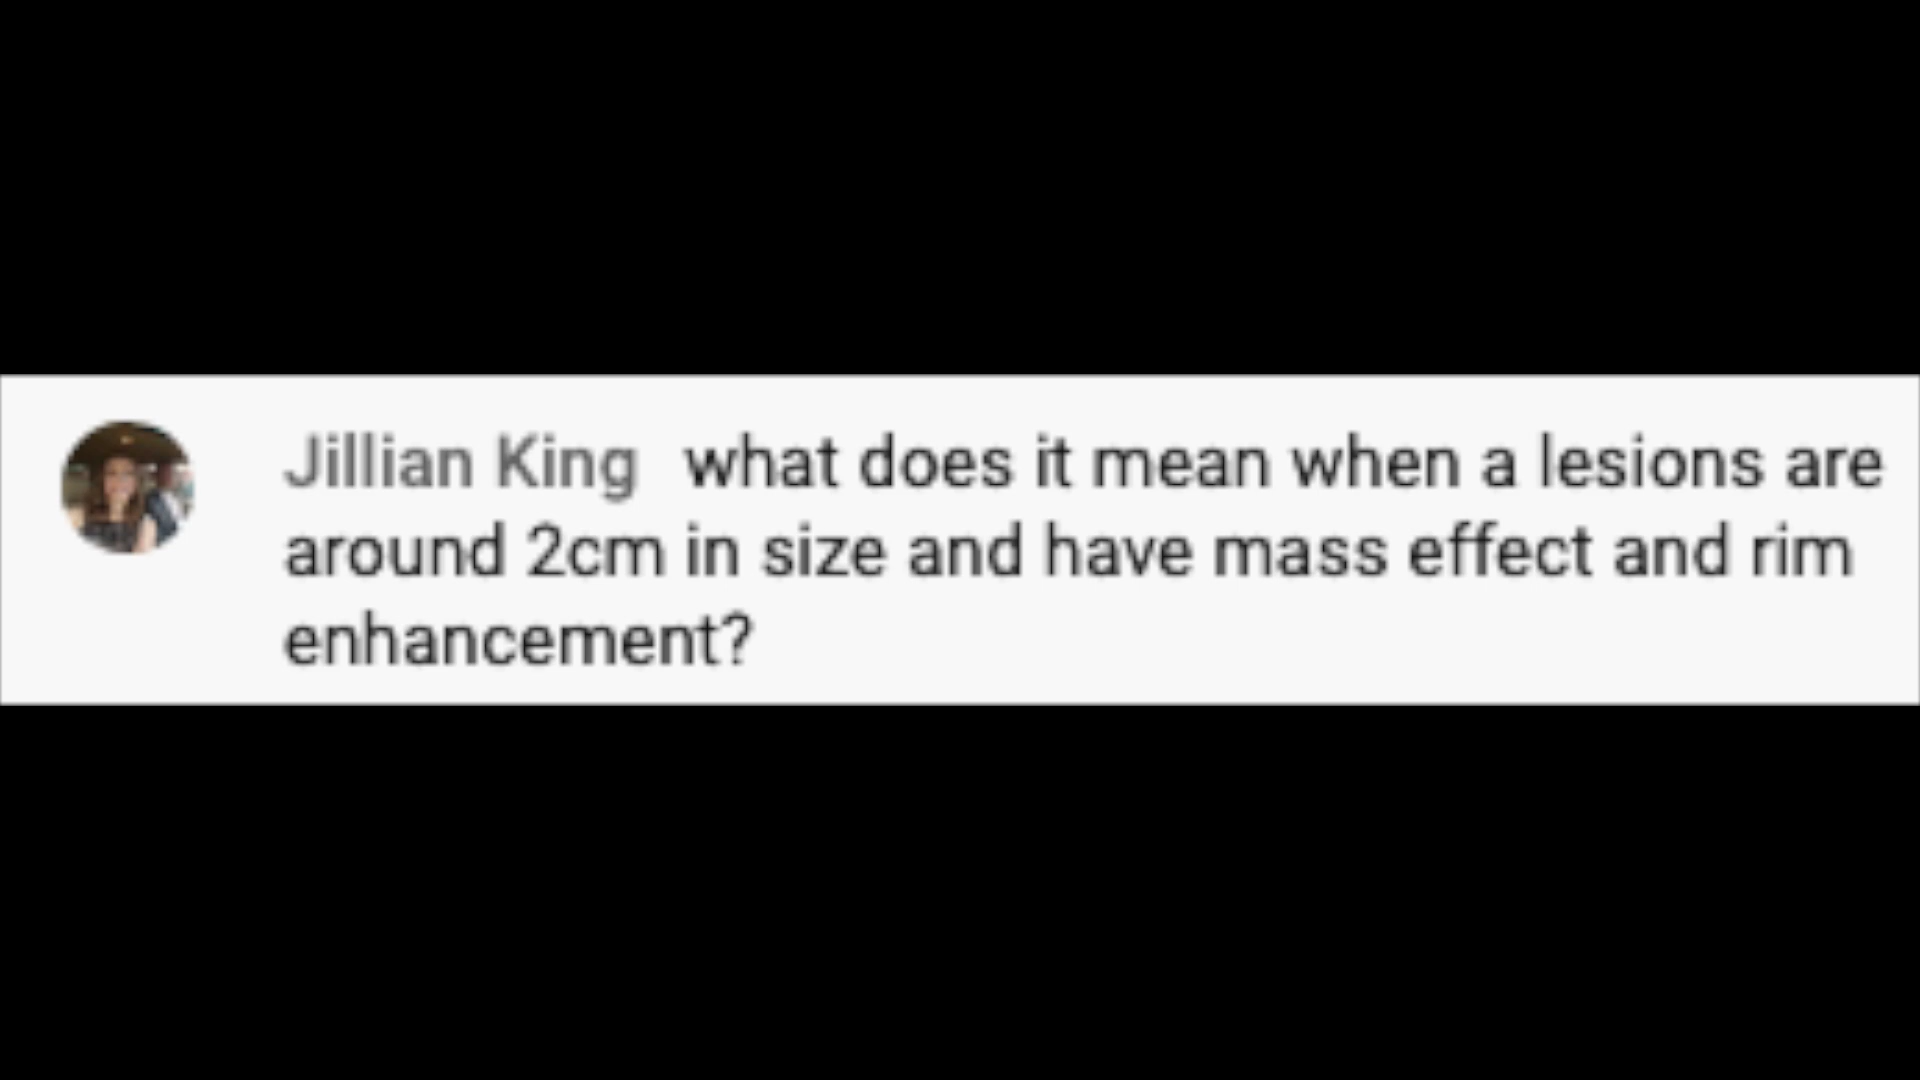 Jillian King what does it mean when a lesions are
around 2cm in size and have mass effect and rim
enhancement?